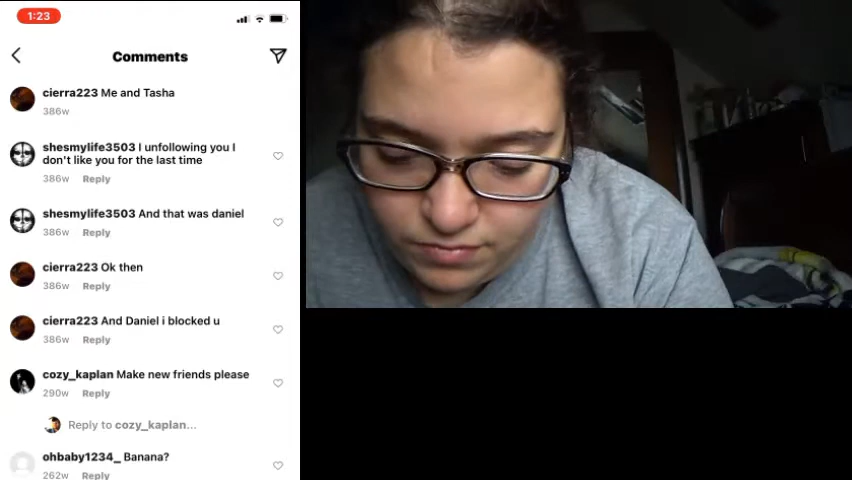 1:23
Comments
cierra223 Me and Tasha
386w
shesmylife3503 I unfollowing you I
don't like you for the last time
386w Reply
shesmylife3503 And that was daniel
386w Reply
cierra223 Ok then
386w Reply
cierra223 And Daniel i blocked u
386w Reply
cozy_kaplan Make new friends please
290w Reply
Reply to cozy_kaplan...
ohbaby1234_ Banana?
262w Reply